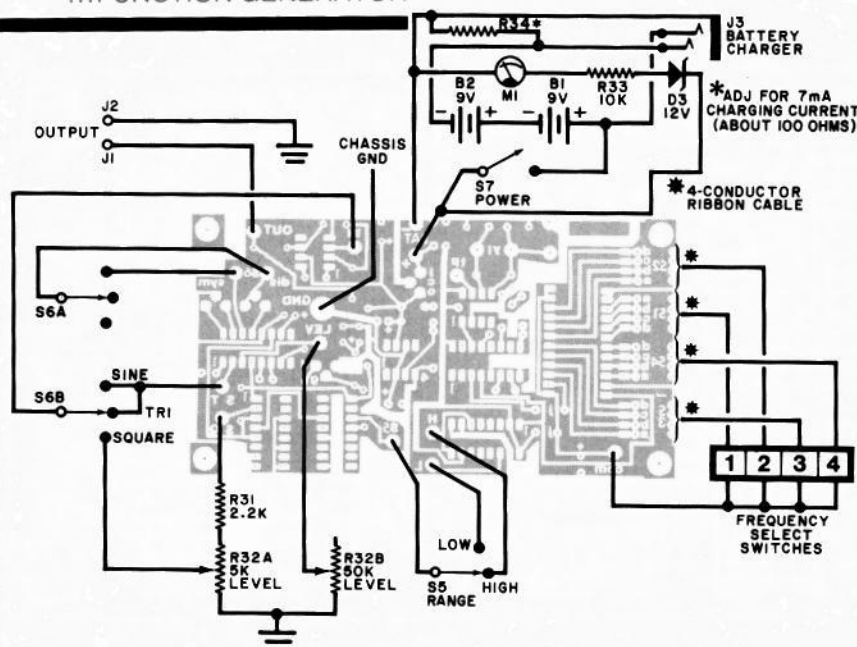 FUNCTION GENERATOR
R34*
J3
BATTERY
CHARGER
B2
9V
B1
9V
M1
R33
10K
D3
12V
- + - +
*ADJ FOR 7mA
CHARGING CURRENT
(ABOUT 100 OHMS)
J2
OUTPUT
J1
CHASSIS
GND
S7
POWER
* 4-CONDUCTOR
RIBBON CABLE
OUT
GND
LEV
S6A
S6B
SINE
TRI
SQUARE
*
*
*
*
1 2 3 4
FREQUENCY
SELECT
SWITCHES
R31
2.2K
R32A
5K
LEVEL
R32B
50K
LEVEL
LOW
HIGH
S5
RANGE